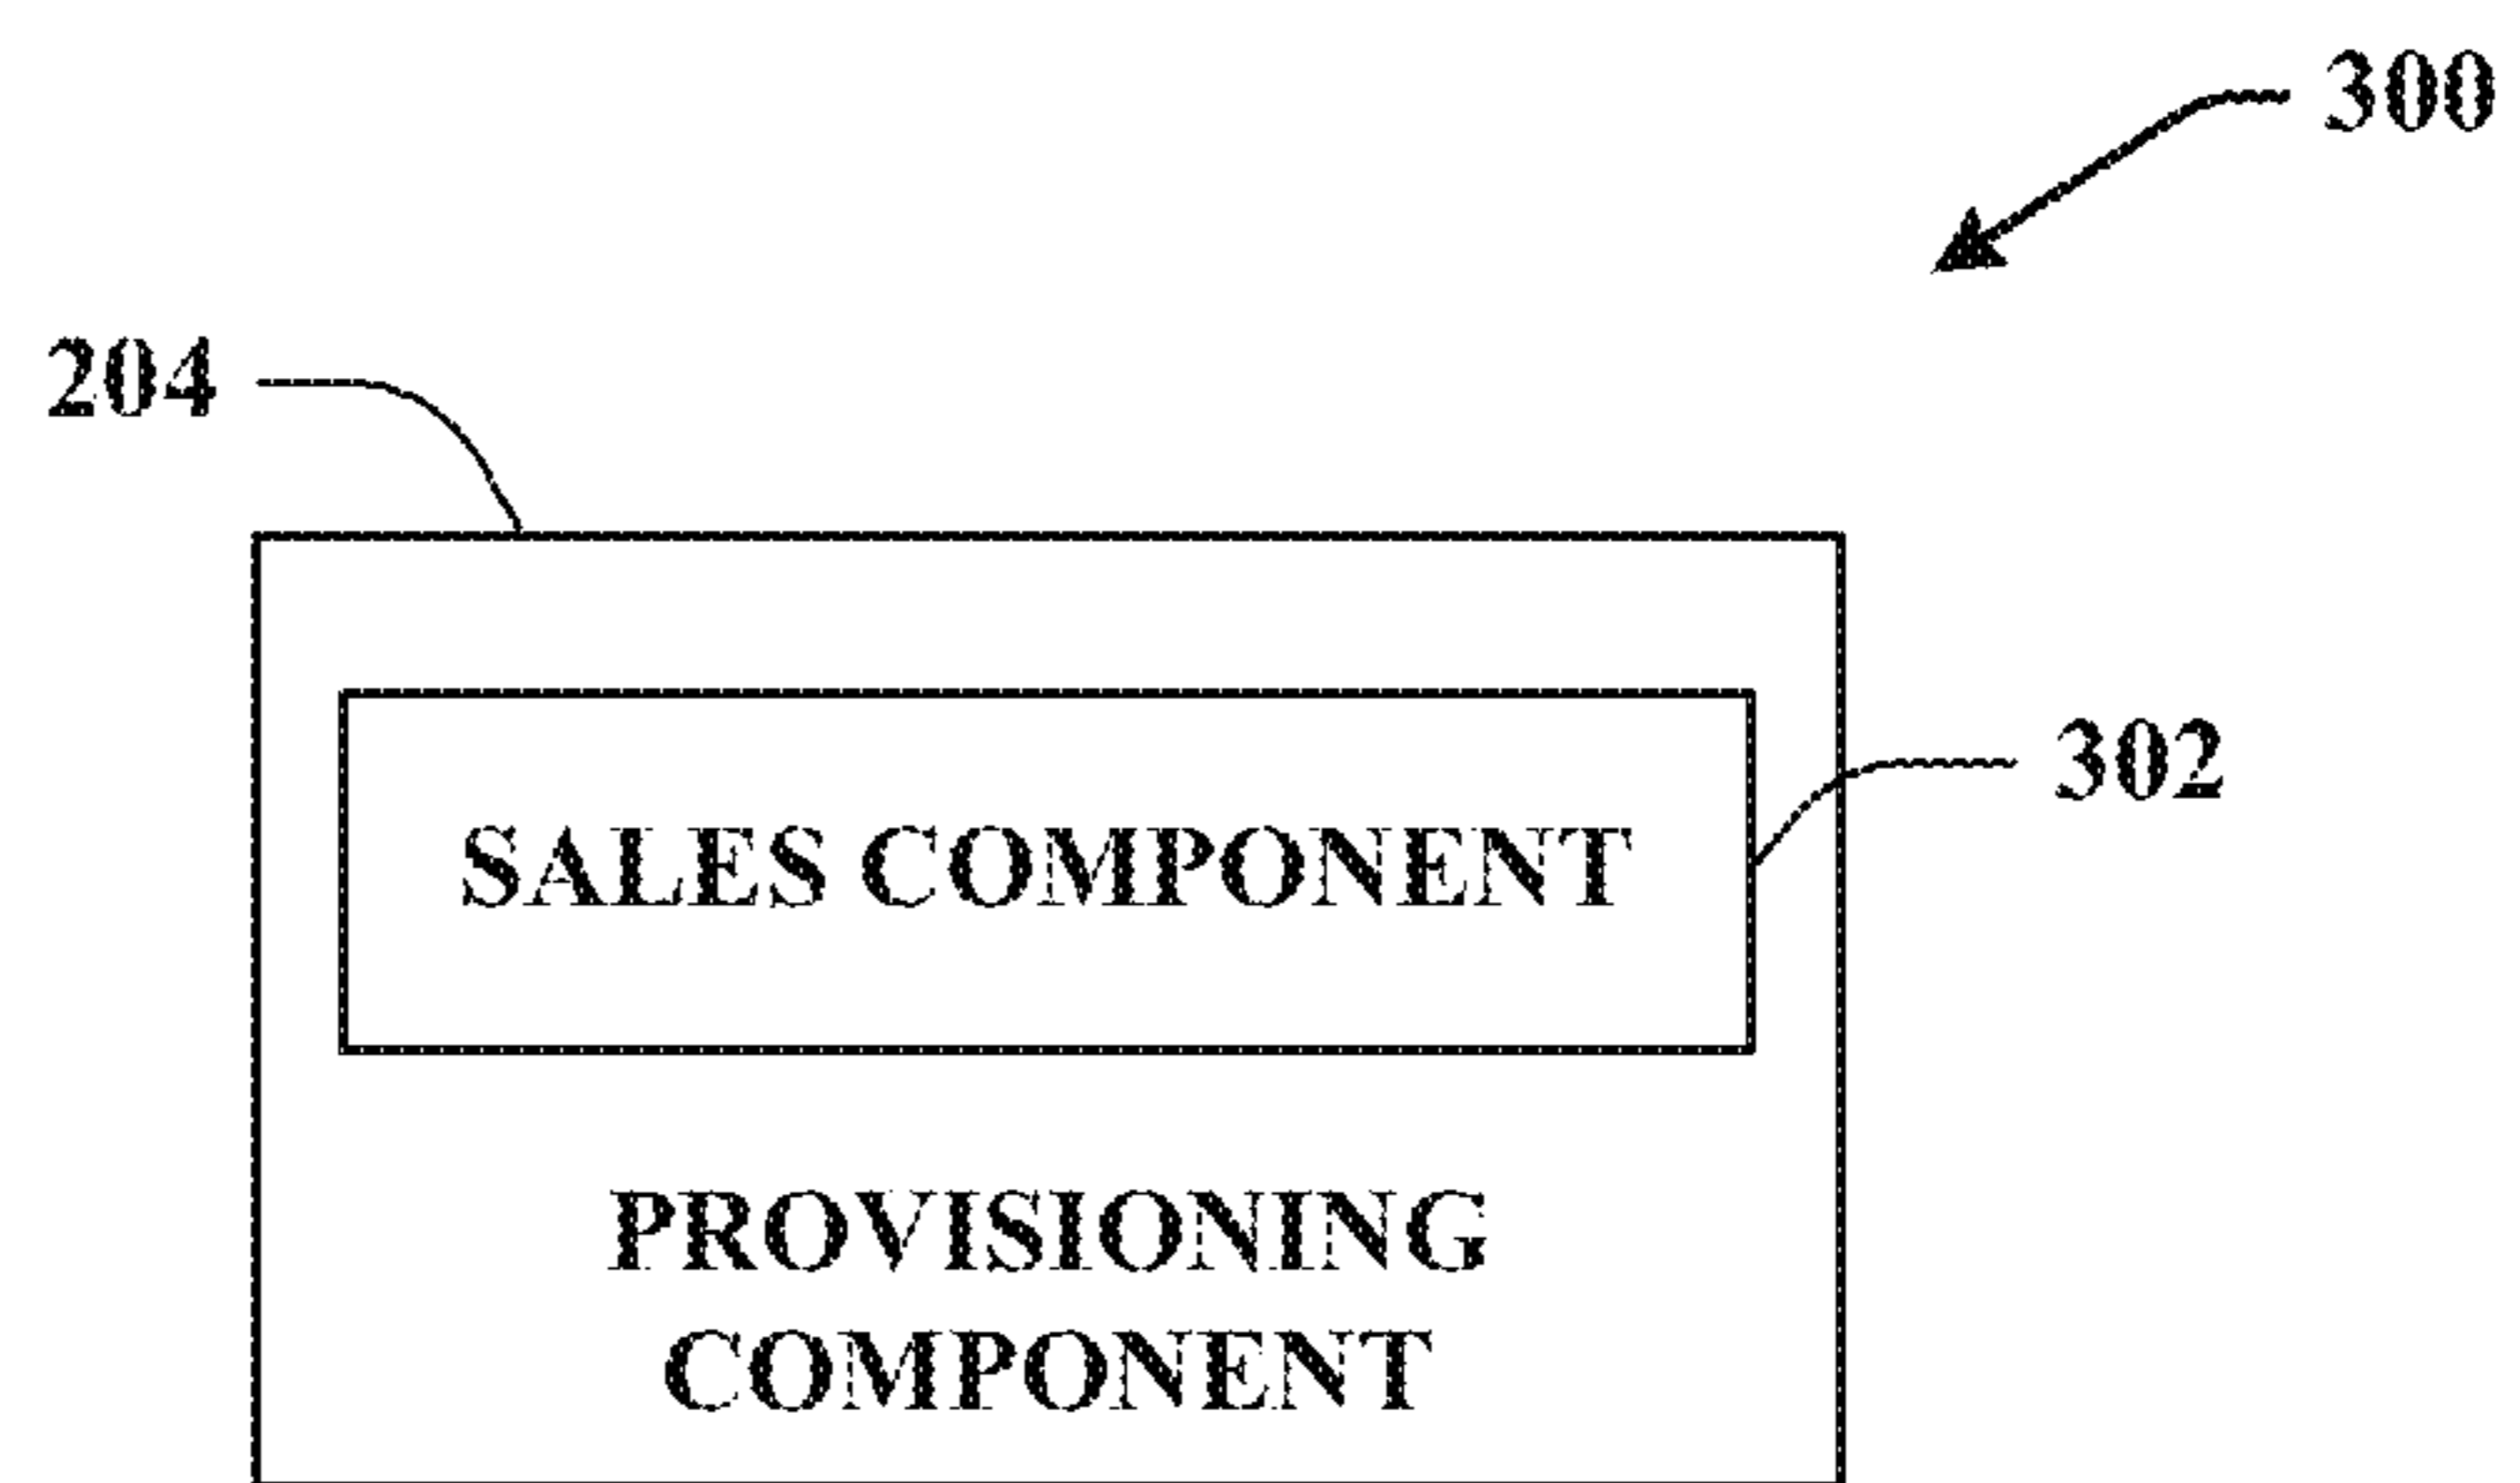 300
204
302
SALES COMPONENT
PROVISIONING
COMPONENT